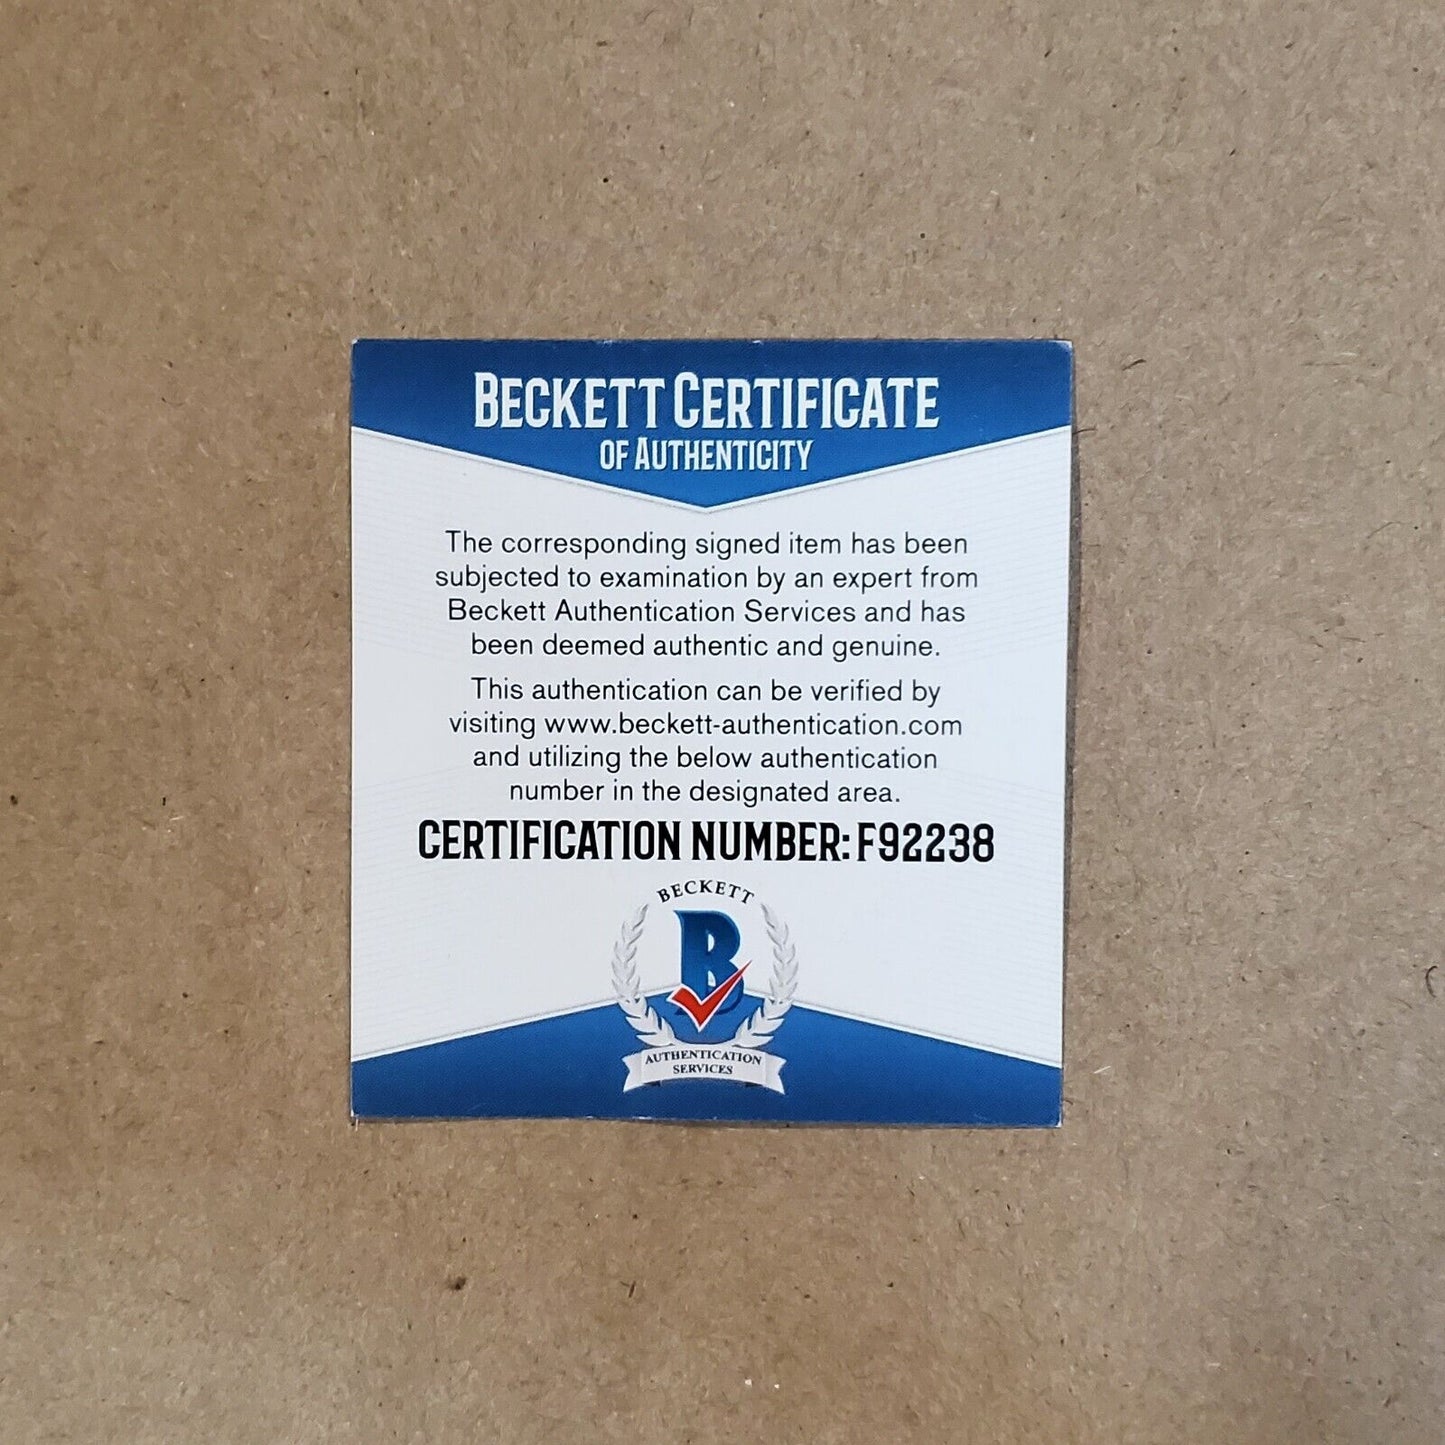 BECKETT CERTIFICATE
OF AUTHENTICITY
The corresponding signed item has been
subjected to examination by an expert from
Beckett Authentication Services and has
been deemed authentic and genuine.
This authentication can be verified by
visiting www.beckett-authentication.com
and utilizing the below authentication
number in the designated area.
CERTIFICATION NUMBER: F92238
BECKETT
B
AUTHENTICATION
SERVICES